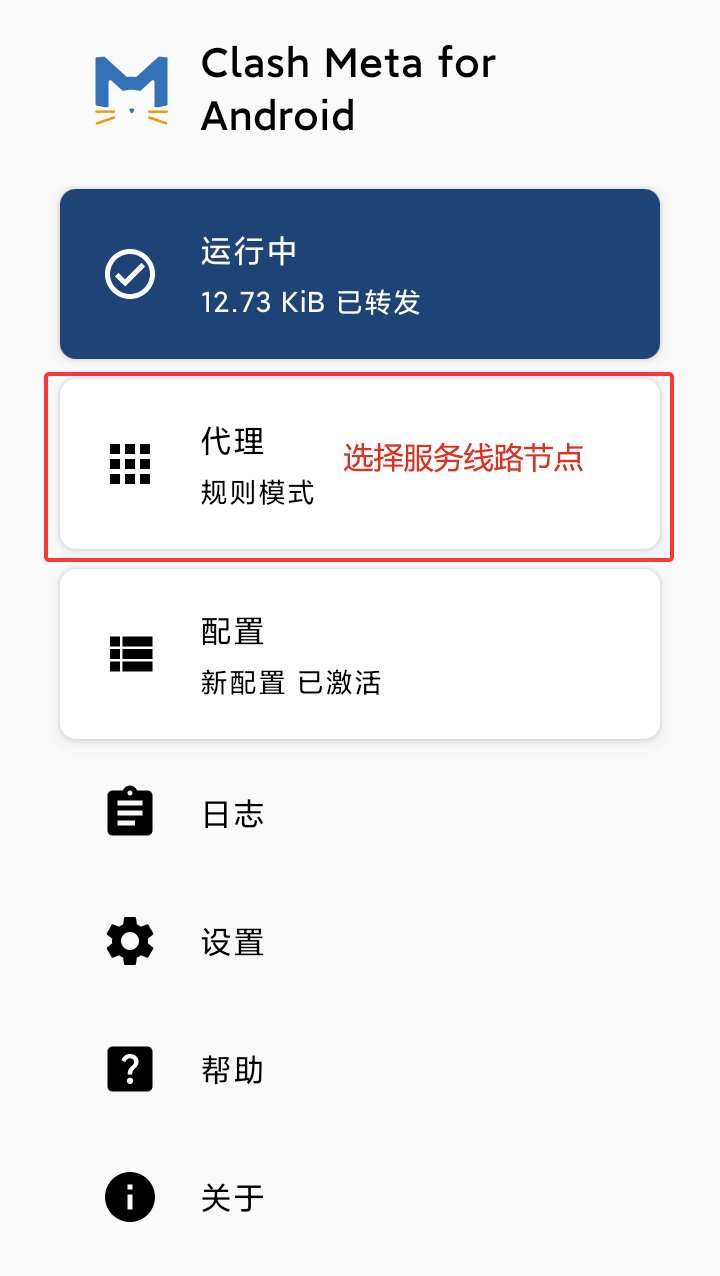 Clash Meta for
Android
运行中
12.73 KiB 已转发
代理
选择服务线路节点
规则模式
配置
新配置 已激活
日志
设置
帮助
关于